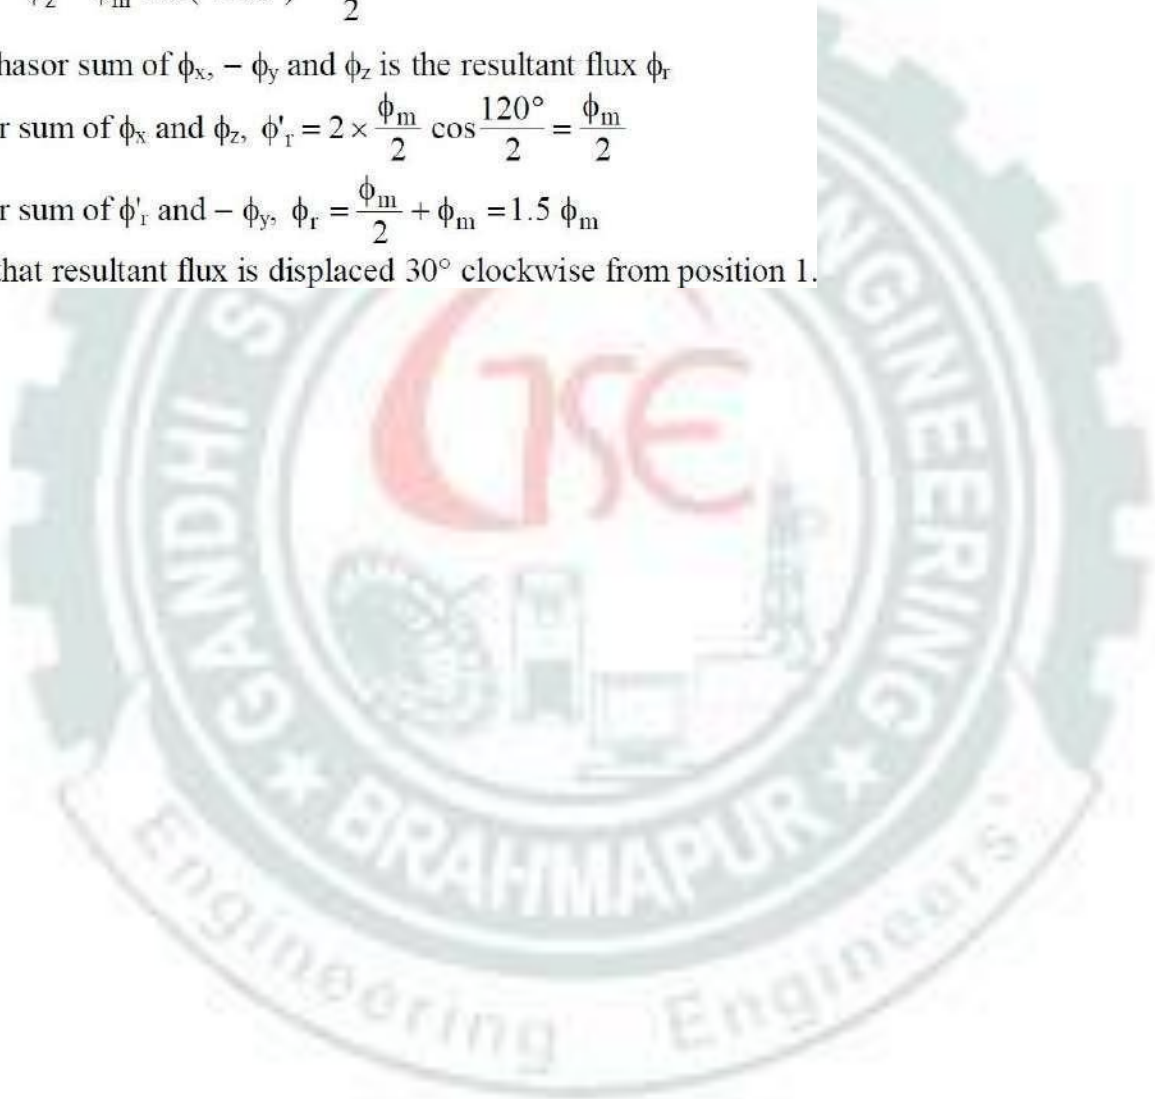 2
hasor sum of ϕx, − ϕy and ϕz is the resultant flux ϕr
r sum of ϕx and ϕz, ϕ'r = 2 × ϕm/2 cos 120°/2 = ϕm/2
r sum of ϕ'r and − ϕy, ϕr = ϕm/2 + ϕm = 1.5 ϕm
hat resultant flux is displaced 30° clockwise from position 1.
GSE
GANDHI
NGINEERING
BRAHMAPUR
Engineering Engineers